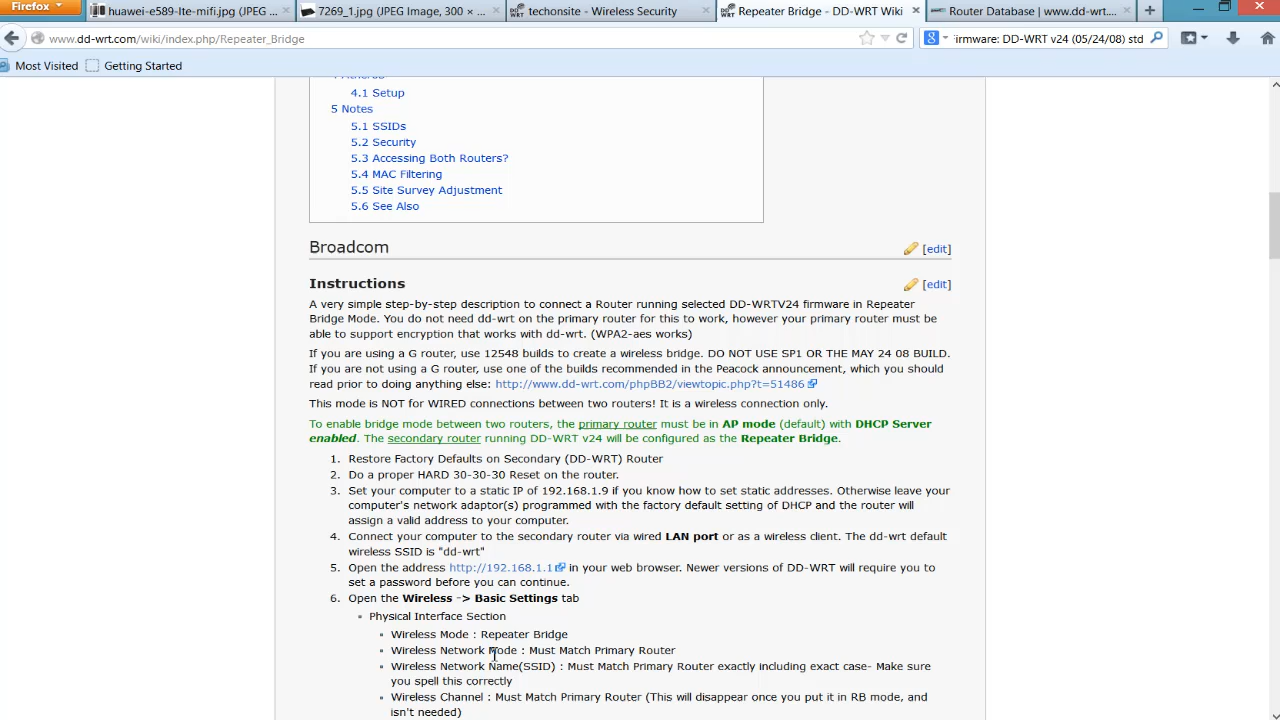 Firefox
huawei-e589-lte-mifi.jpg (JPEG ...
7269_1.jpg (JPEG Image, 300 × ...
techonsite - Wireless Security
Repeater Bridge - DD-WRT Wiki
Router Database | www.dd-wrt....
www.dd-wrt.com/wiki/index.php/Repeater_Bridge
irmware: DD-WRT v24 (05/24/08) std
Most Visited
Getting Started
4.1 Setup
5 Notes
5.1 SSIDs
5.2 Security
5.3 Accessing Both Routers?
5.4 MAC Filtering
5.5 Site Survey Adjustment
5.6 See Also
Broadcom [edit]
Instructions [edit]
A very simple step-by-step description to connect a Router running selected DD-WRTV24 firmware in Repeater
Bridge Mode. You do not need dd-wrt on the primary router for this to work, however your primary router must be
able to support encryption that works with dd-wrt. (WPA2-aes works)
If you are using a G router, use 12548 builds to create a wireless bridge. DO NOT USE SP1 OR THE MAY 24 08 BUILD.
If you are not using a G router, use one of the builds recommended in the Peacock announcement, which you should
read prior to doing anything else: http://www.dd-wrt.com/phpBB2/viewtopic.php?t=51486
This mode is NOT for WIRED connections between two routers! It is a wireless connection only.
To enable bridge mode between two routers, the primary router must be in AP mode (default) with DHCP Server
enabled. The secondary router running DD-WRT v24 will be configured as the Repeater Bridge.
1. Restore Factory Defaults on Secondary (DD-WRT) Router
2. Do a proper HARD 30-30-30 Reset on the router.
3. Set your computer to a static IP of 192.168.1.9 if you know how to set static addresses. Otherwise leave your
computer's network adaptor(s) programmed with the factory default setting of DHCP and the router will
assign a valid address to your computer.
4. Connect your computer to the secondary router via wired LAN port or as a wireless client. The dd-wrt default
wireless SSID is "dd-wrt"
5. Open the address http://192.168.1.1 in your web browser. Newer versions of DD-WRT will require you to
set a password before you can continue.
6. Open the Wireless -> Basic Settings tab
Physical Interface Section
Wireless Mode : Repeater Bridge
Wireless Network Mode : Must Match Primary Router
Wireless Network Name(SSID) : Must Match Primary Router exactly including exact case- Make sure
you spell this correctly
Wireless Channel : Must Match Primary Router (This will disappear once you put it in RB mode, and
isn't needed)